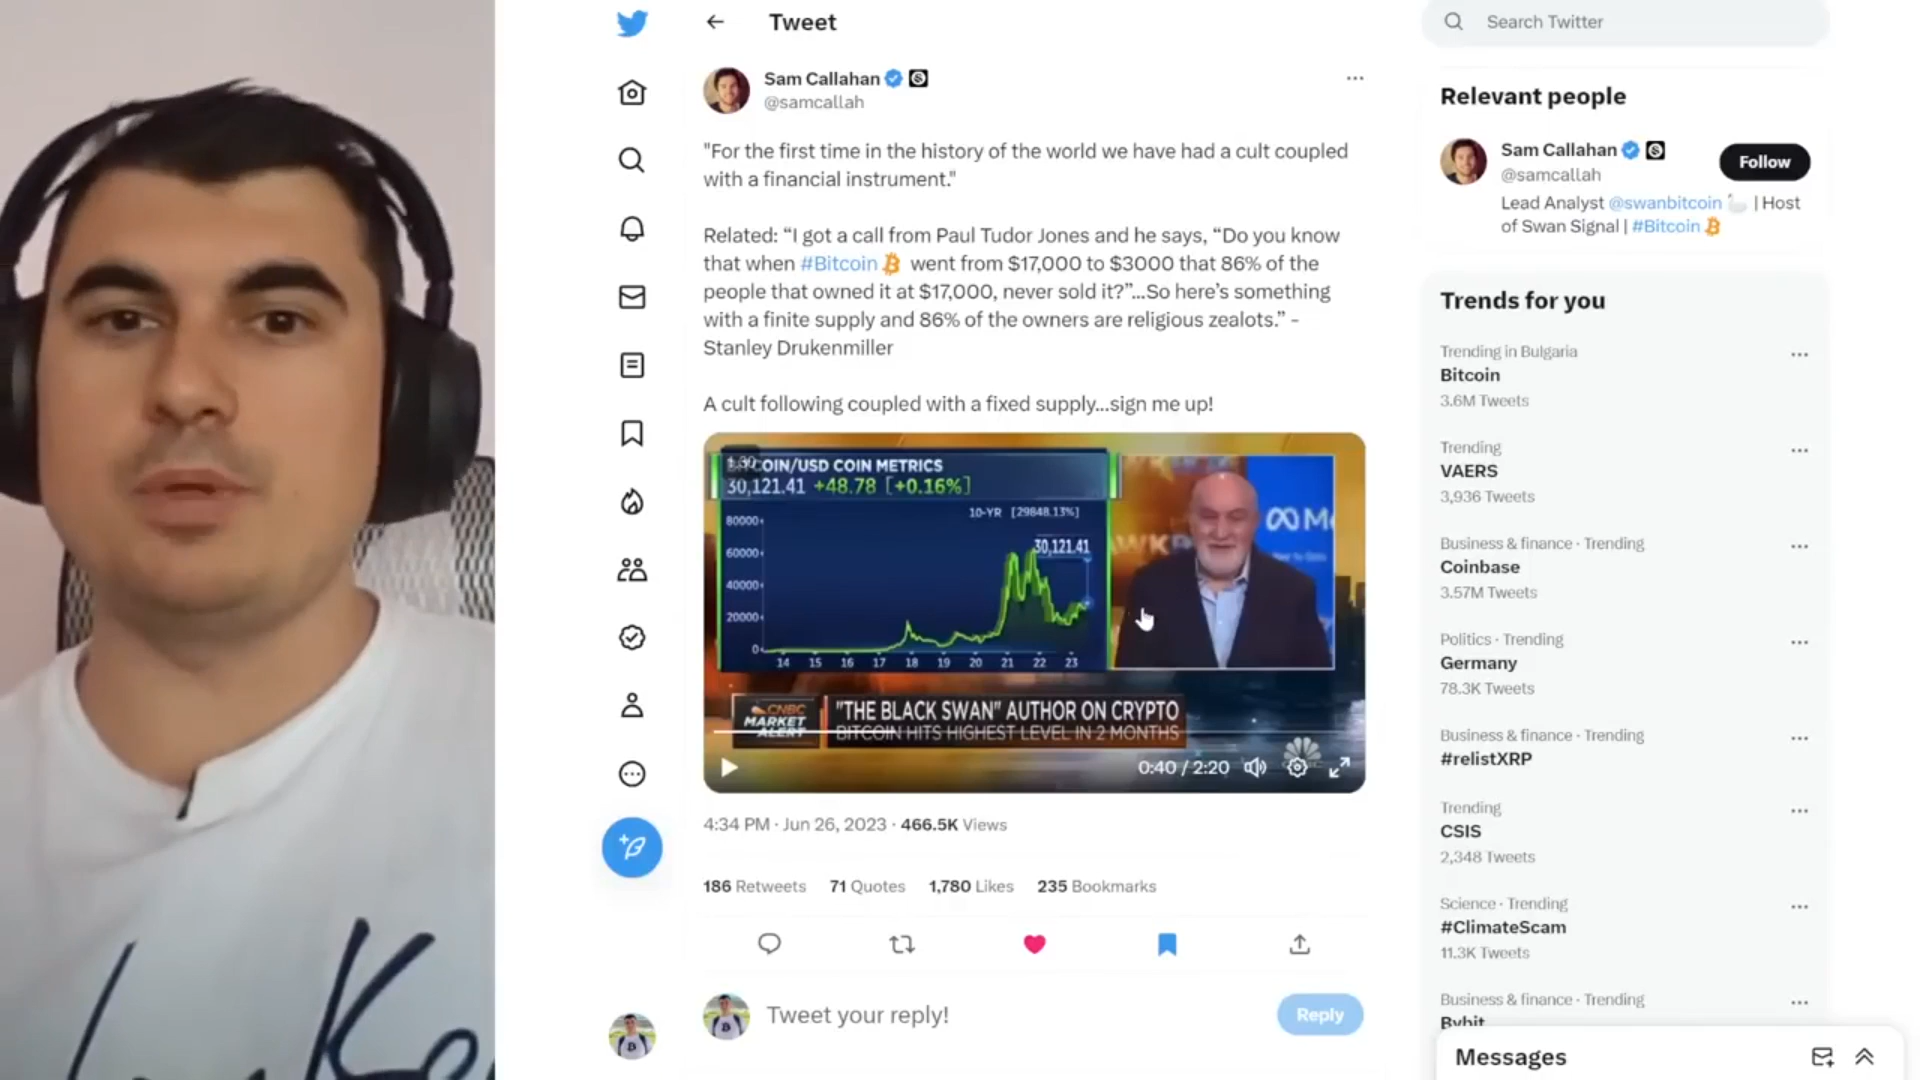 Tweet
Search Twitter
Sam Callahan
@samcallah
"For the first time in the history of the world we have had a cult coupled
with a financial instrument."
Related: “I got a call from Paul Tudor Jones and he says, “Do you know
that when #Bitcoin went from $17,000 to $3000 that 86% of the
people that owned it at $17,000, never sold it?”...So here’s something
with a finite supply and 86% of the owners are religious zealots.” -
Stanley Drukenmiller
A cult following coupled with a fixed supply...sign me up!
COIN/USD COIN METRICS
30,121.41 +48.78 [+0.16%]
10-YR [29848.13%]
80000
60000
40000
20000
0
30,121.41
14 15 16 17 18 19 20 21 22 23
CNBC
MARKET
ALERT
"THE BLACK SWAN" AUTHOR ON CRYPTO
BITCOIN HITS HIGHEST LEVEL IN 2 MONTHS
0:40 / 2:20
4:34 PM · Jun 26, 2023 · 466.5K Views
186 Retweets 71 Quotes 1,780 Likes 235 Bookmarks
Tweet your reply!
Reply
Relevant people
Sam Callahan
@samcallah
Follow
Lead Analyst @swanbitcoin | Host
of Swan Signal | #Bitcoin
Trends for you
Trending in Bulgaria
Bitcoin
3.6M Tweets
Trending
VAERS
3,936 Tweets
Business & finance · Trending
Coinbase
3.57M Tweets
Politics · Trending
Germany
78.3K Tweets
Business & finance · Trending
#relistXRP
Trending
CSIS
2,348 Tweets
Science · Trending
#ClimateScam
11.3K Tweets
Business & finance · Trending
Bybit
Messages